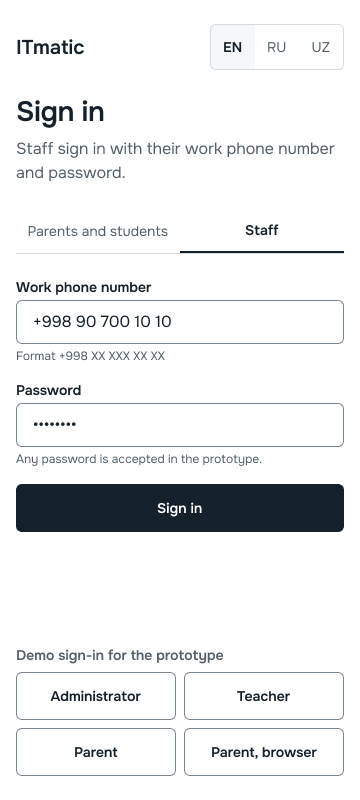 ITmatic
EN RU UZ
Sign in
Staff sign in with their work phone number
and password.
Parents and students Staff
Work phone number
+998 90 700 10 10
Format +998 XX XXX XX XX
Password
••••••••
Any password is accepted in the prototype.
Sign in
Demo sign-in for the prototype
Administrator Teacher
Parent Parent, browser